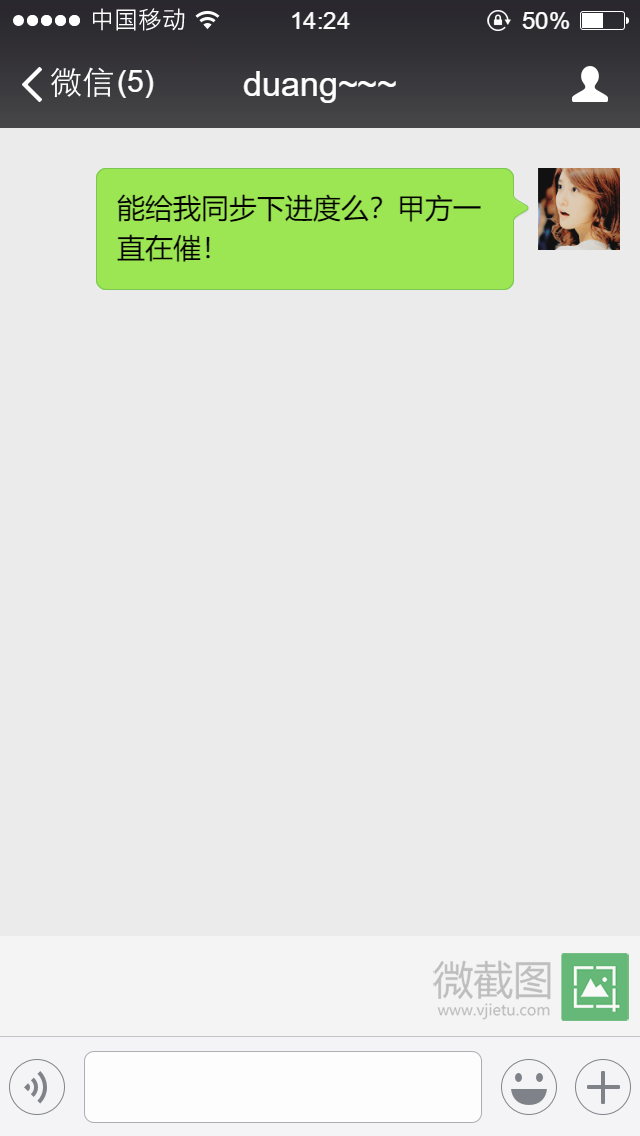 中国移动 14:24 50%
微信(5) duang~~~
能给我同步下进度么？甲方一
直在催！
微截图
www.vjietu.com